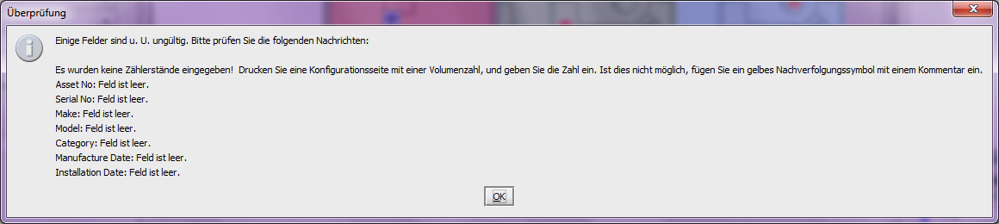 Überprüfung
Einige Felder sind u. U. ungültig. Bitte prüfen Sie die folgenden Nachrichten:
Es wurden keine Zählerstände eingegeben!  Drucken Sie eine Konfigurationsseite mit einer Volumenzahl, und geben Sie die Zahl ein. Ist dies nicht möglich, fügen Sie ein gelbes Nachverfolgungssymbol mit einem Kommentar ein.
Asset No: Feld ist leer.
Serial No: Feld ist leer.
Make: Feld ist leer.
Model: Feld ist leer.
Category: Feld ist leer.
Manufacture Date: Feld ist leer.
Installation Date: Feld ist leer.
OK